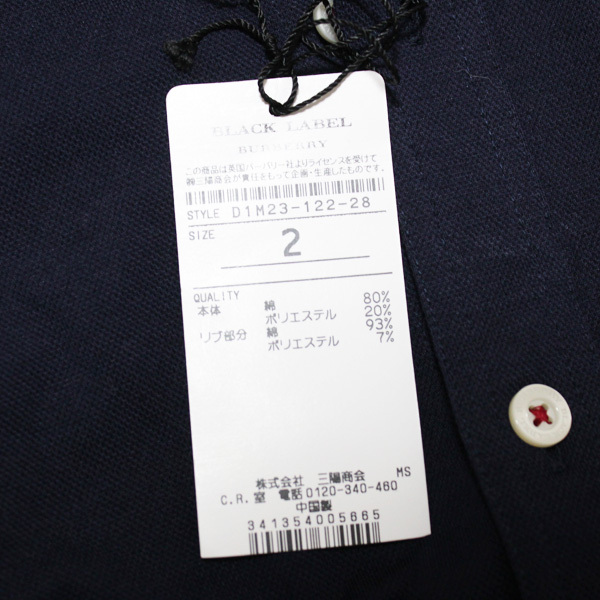 BLACK LABEL
BURBERRY
この商品は英国バーバリー社よりライセンスを受けて
㈱三陽商会が責任をもって企画・生産したものです。
STYLE D1M23-122-28
SIZE
2
QUALITY
本体 綿 80%
ポリエステル 20%
リブ部分 綿 93%
ポリエステル 7%
株式会社 三陽商会 MS
C.R.室 電話0120-340-460
中国製
341354005665